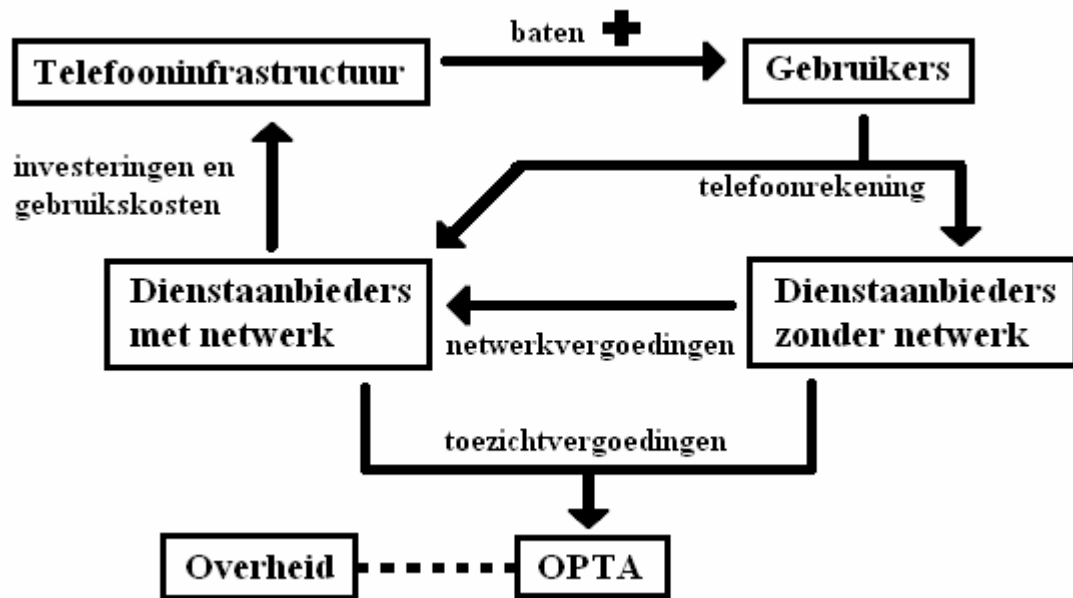 baten +
Telefooninfrastructuur
Gebruikers
investeringen en
gebruikskosten
telefoonrekening
Dienstaanbieders
met netwerk
netwerkvergoedingen
Dienstaanbieders
zonder netwerk
toezichtvergoedingen
Overheid
OPTA